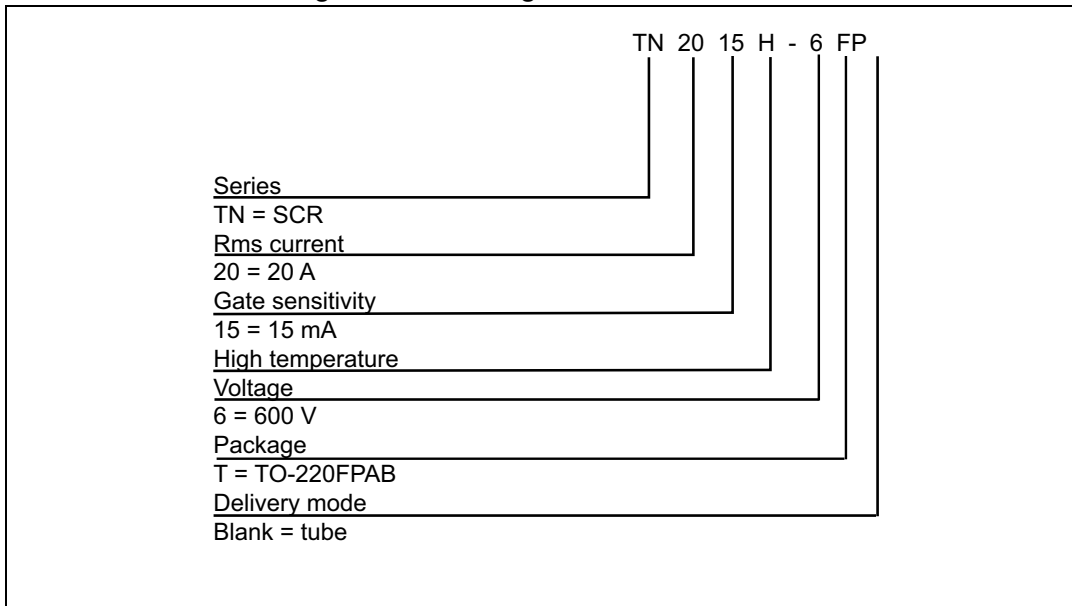 TN 20 15 H - 6 FP
Series
TN = SCR
Rms current
20 = 20 A
Gate sensitivity
15 = 15 mA
High temperature
Voltage
6 = 600 V
Package
T = TO-220FPAB
Delivery mode
Blank = tube